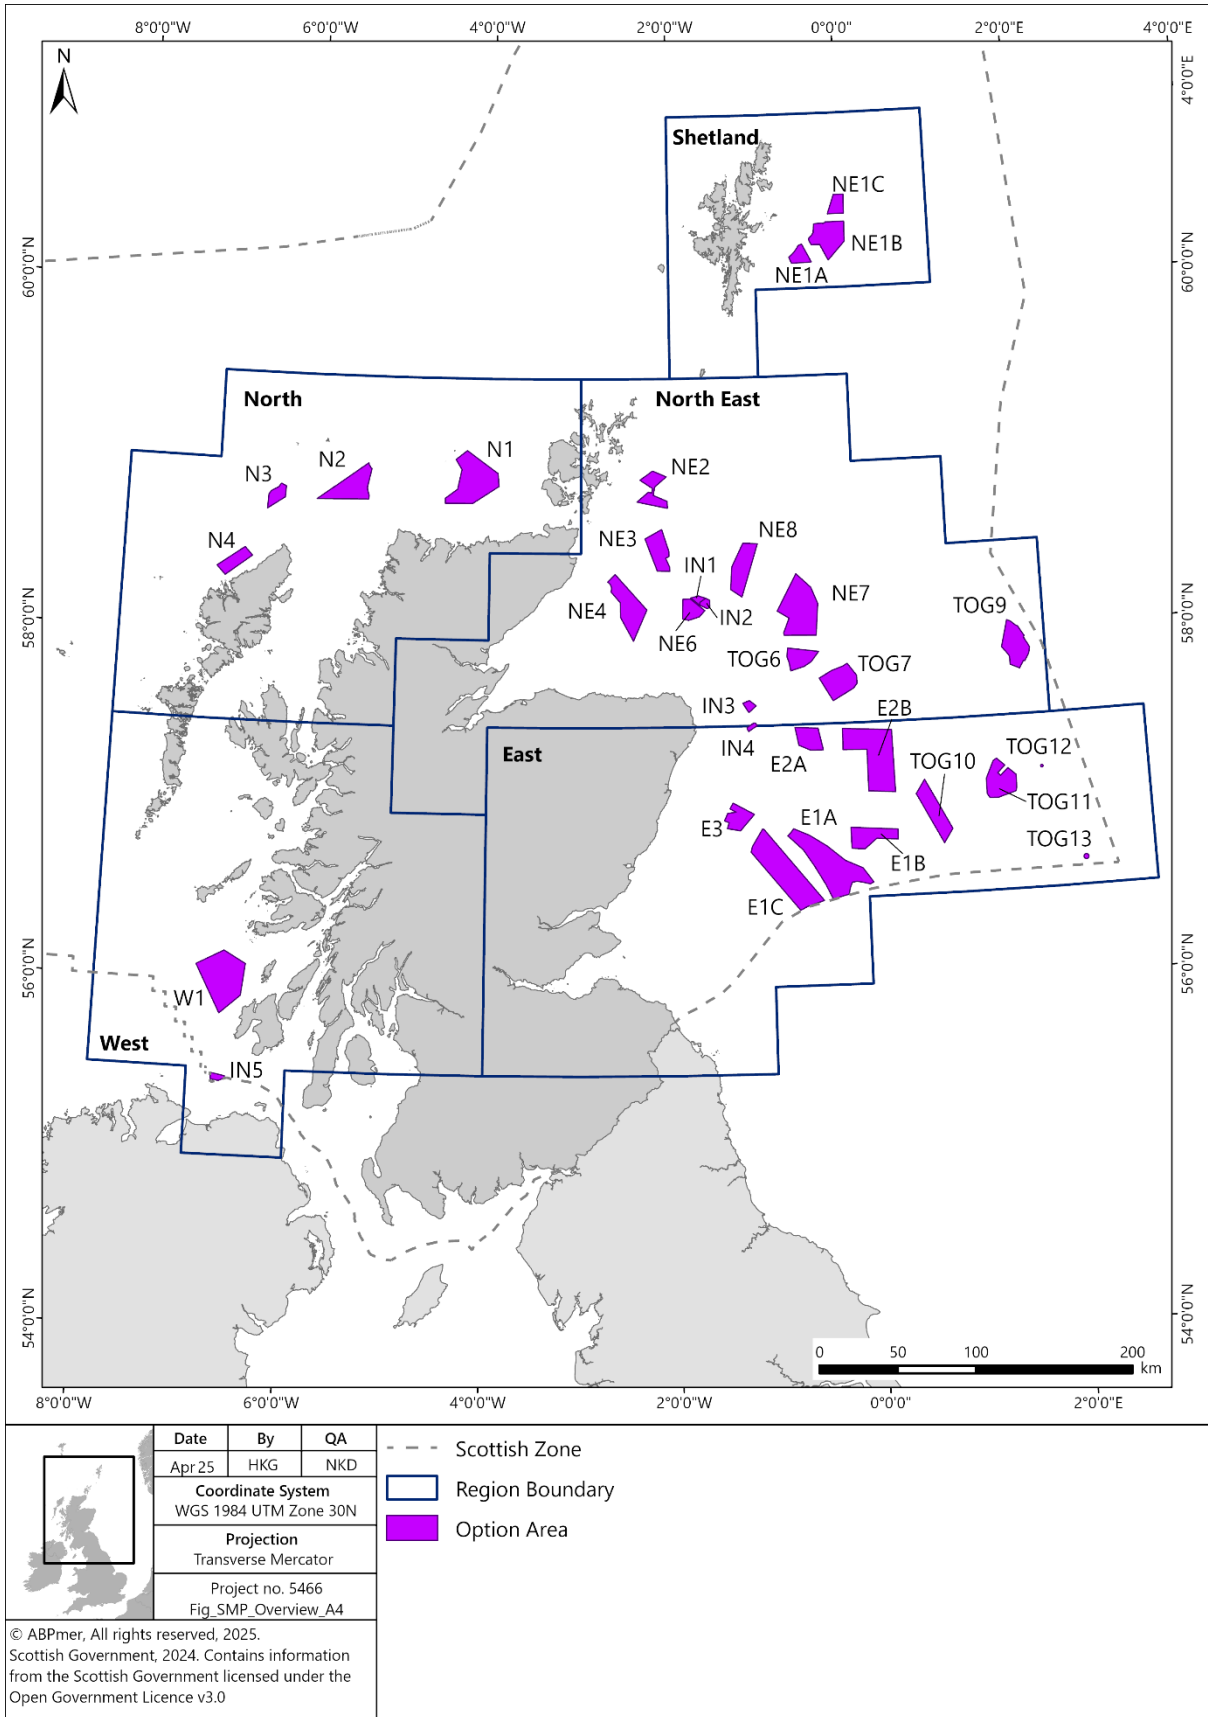 8°0'0"W
6°0'0"W
4°0'0"W
2°0'0"W
0°0'0"
2°0'0"E
4°0'0"E
N
4°0'0"E
Shetland
NE1C
NE1B
NE1A
60°0'0"N
60°0'0"N
North
North East
N1
N2
N3
N4
NE2
NE3
NE8
IN1
NE4
IN2
NE7
NE6
TOG9
58°0'0"N
58°0'0"N
TOG6
TOG7
IN3
E2B
IN4
East
E2A
TOG10
TOG12
TOG11
E3
E1A
E1B
TOG13
E1C
56°0'0"N
56°0'0"N
W1
West
IN5
54°0'0"N
54°0'0"N
0
50
100
200
km
8°0'0"W
6°0'0"W
4°0'0"W
2°0'0"W
0°0'0"
2°0'0"E
Date
By
QA
Apr 25
HKG
NKD
Coordinate System
WGS 1984 UTM Zone 30N
Projection
Transverse Mercator
Project no. 5466
Fig_SMP_Overview_A4
Scottish Zone
Region Boundary
Option Area
© ABPmer, All rights reserved, 2025.
Scottish Government, 2024. Contains information
from the Scottish Government licensed under the
Open Government Licence v3.0